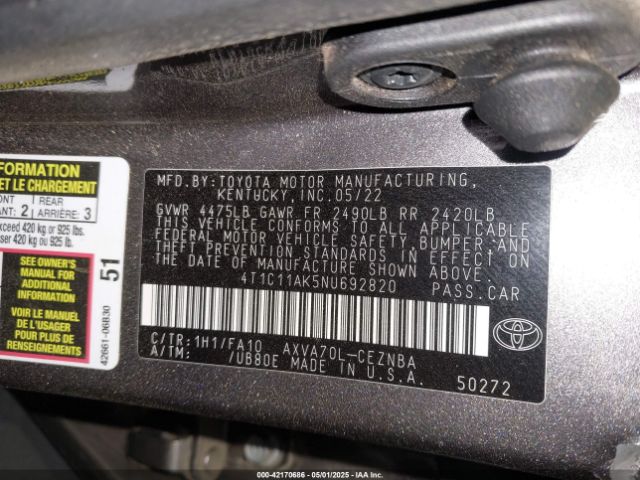 FORMATION
ET LE CHARGEMENT
ONT
ANT: 2
REAR
ARRIÈRE: 3
xceed 420 kg or 925 lbs.
ser 420 kg ou 925 lb.
SEE OWNER'S
MANUAL FOR
ADDITIONAL
INFORMATION
VOIR LE MANUEL
DE L'USAGER
POUR PLUS DE
RENSEIGNEMENTS
51
42661-06B30
MFD.BY: TOYOTA MOTOR MANUFACTURING,
KENTUCKY, INC. 05/22
GVWR 4475LB GAWR FR 2490LB RR 2420LB
THIS VEHICLE CONFORMS TO ALL APPLICABLE
FEDERAL MOTOR VEHICLE SAFETY, BUMPER, AND
THEFT PREVENTION STANDARDS IN EFFECT ON
THE DATE OF MANUFACTURE SHOWN ABOVE.
4T1C11AK5NU692820 PASS.CAR
C/TR: 1H1/FA10 AXVA70L-CEZNBA
A/TM: /UB80E MADE IN U.S.A.
50272
TOYOTA
000-42170686 - 05/01/2025 - IAA Inc.